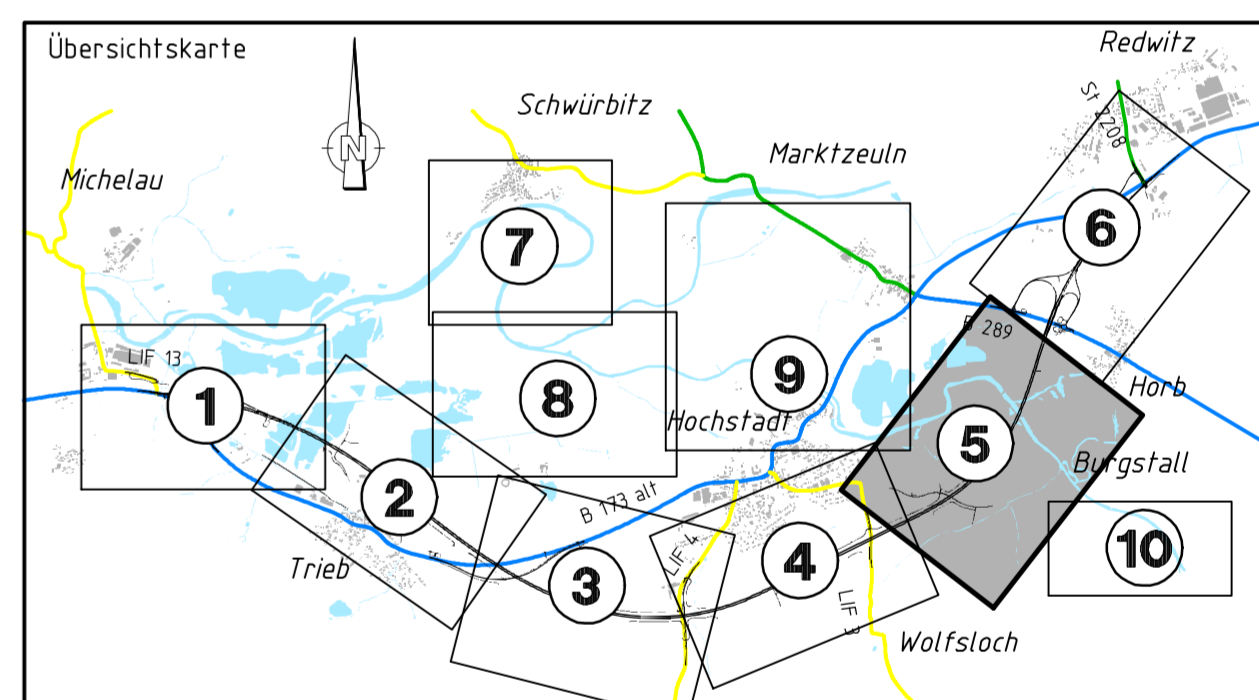 Übersichtskarte
Redwitz
Schwürbitz
St 2208
N
Marktzeuln
Michelau
6
7
B 289
LIF 13
9
Horb
8
1
Hochstadt
5
Burgstall
2
B 173 alt
10
LIF 4
4
Trieb
3
LIF 3
Wolfsloch